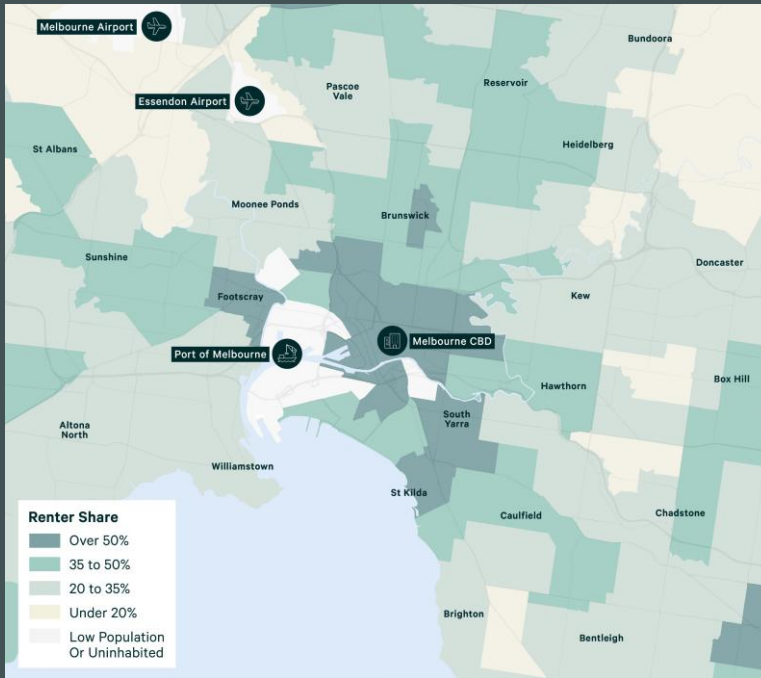 Melbourne Airport
Bundoora
Essendon Airport
Pascoe
Vale
Reservoir
St Albans
Heidelberg
Moonee Ponds
Brunswick
Sunshine
Doncaster
Footscray
Kew
Port of Melbourne
Melbourne CBD
Hawthorn
Box Hill
South
Yarra
Altona
North
Williamstown
St Kilda
Caulfield
Chadstone
Brighton
Bentleigh
Renter Share
Over 50%
35 to 50%
20 to 35%
Under 20%
Low Population
Or Uninhabited